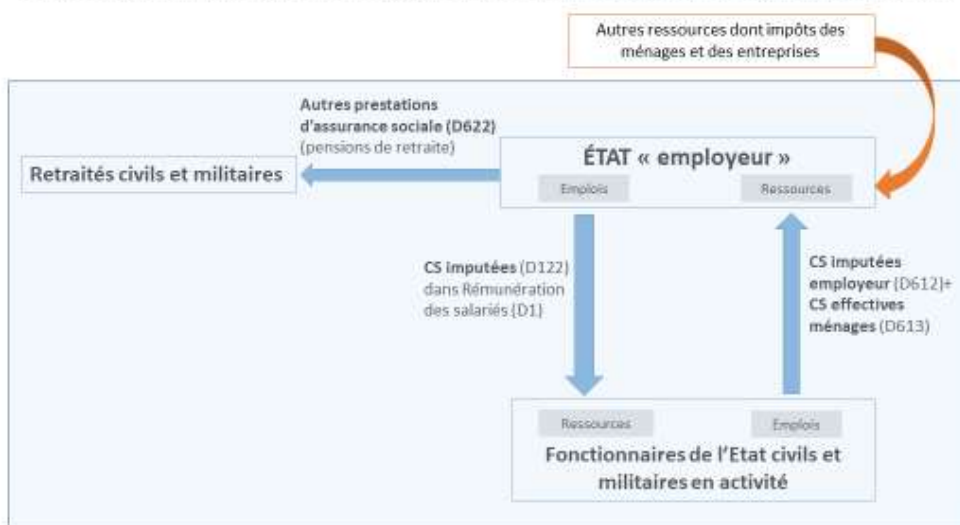 Autres ressources dont impôts des
ménages et des entreprises
Autres prestations
d'assurance sociale (D622)
(pensions de retraite)
Retraités civils et militaires
ÉTAT « employeur »
Emplois
Ressources
CS imputées (D122)
dans Rémunération
des salariés (D1)
CS imputées
employeur (D612)+
CS effectives
ménages (D613)
Ressources
Emplois
Fonctionnaires de l'Etat civils et
militaires en activité